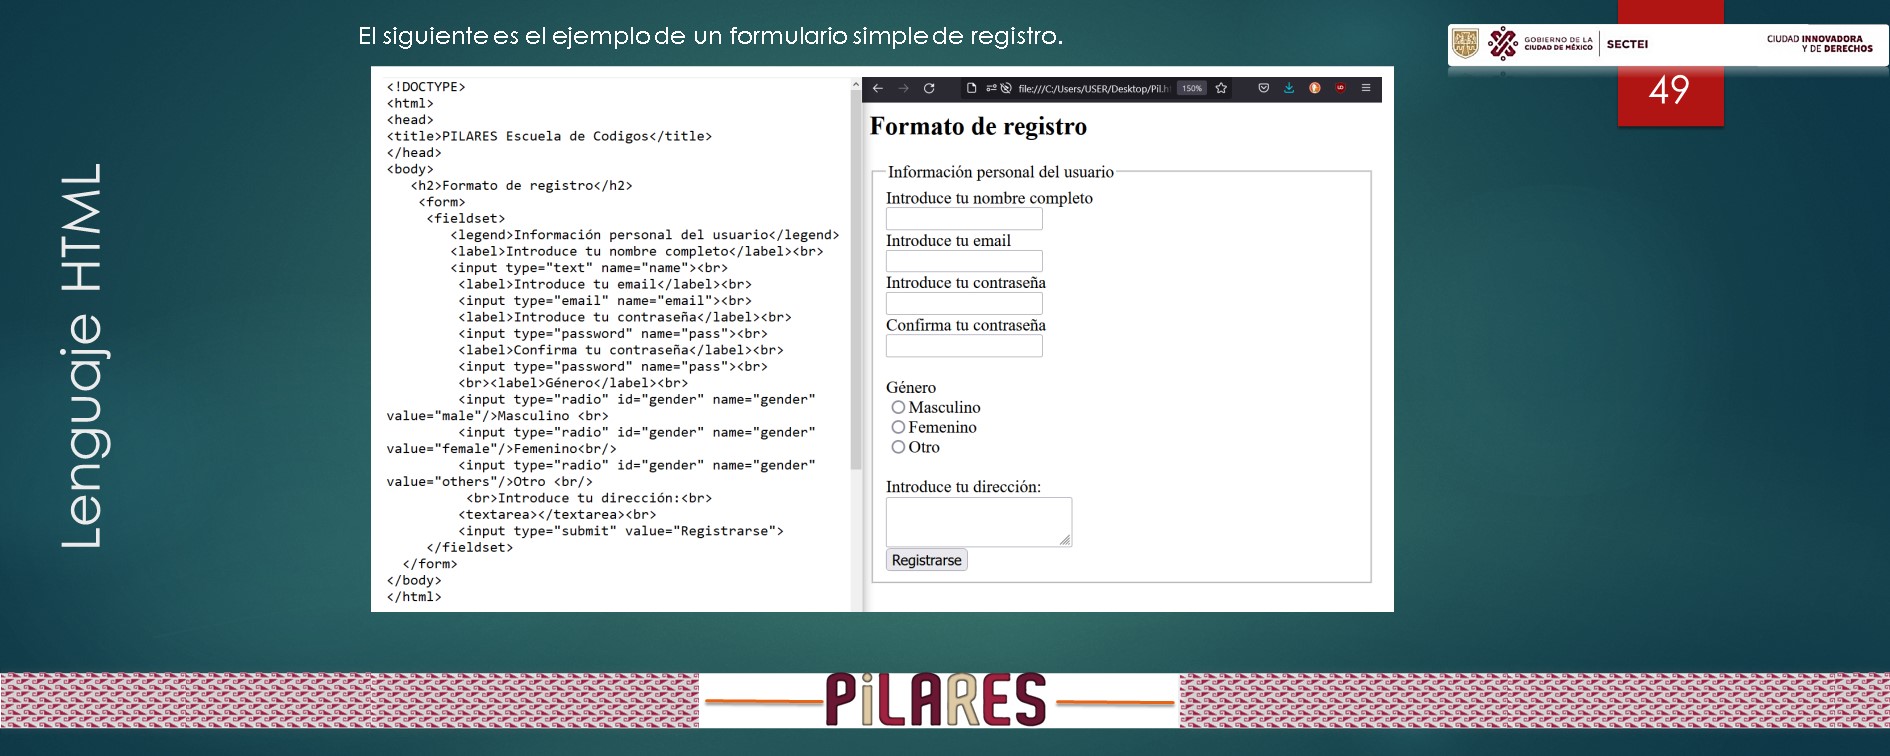 El siguiente es el ejemplo de un formulario simple de registro.
GOBIERNO DE LA
CIUDAD DE MÉXICO
SECTEI
CIUDAD INNOVADORA
Y DE DERECHOS
49
Lenguaje HTML
<!DOCTYPE>
<html>
<head>
<title>PILARES Escuela de Codigos</title>
</head>
<body>
<h2>Formato de registro</h2>
<form>
<fieldset>
<legend>Información personal del usuario</legend>
<label>Introduce tu nombre completo</label><br>
<input type="text" name="name"><br>
<label>Introduce tu email</label><br>
<input type="email" name="email"><br>
<label>Introduce tu contraseña</label><br>
<input type="password" name="pass"><br>
<label>Confirma tu contraseña</label><br>
<input type="password" name="pass"><br>
<br><label>Género</label><br>
<input type="radio" id="gender" name="gender"
value="male"/>Masculino <br>
<input type="radio" id="gender" name="gender"
value="female"/>Femenino<br/>
<input type="radio" id="gender" name="gender"
value="others"/>Otro <br/>
<br>Introduce tu dirección:<br>
<textarea></textarea><br>
<input type="submit" value="Registrarse">
</fieldset>
</form>
</body>
</html>
file:///C:/Users/USER/Desktop/Pil.h
150%
Formato de registro
Información personal del usuario
Introduce tu nombre completo
Introduce tu email
Introduce tu contraseña
Confirma tu contraseña
Género
Masculino
Femenino
Otro
Introduce tu dirección:
Registrarse
PiLARES